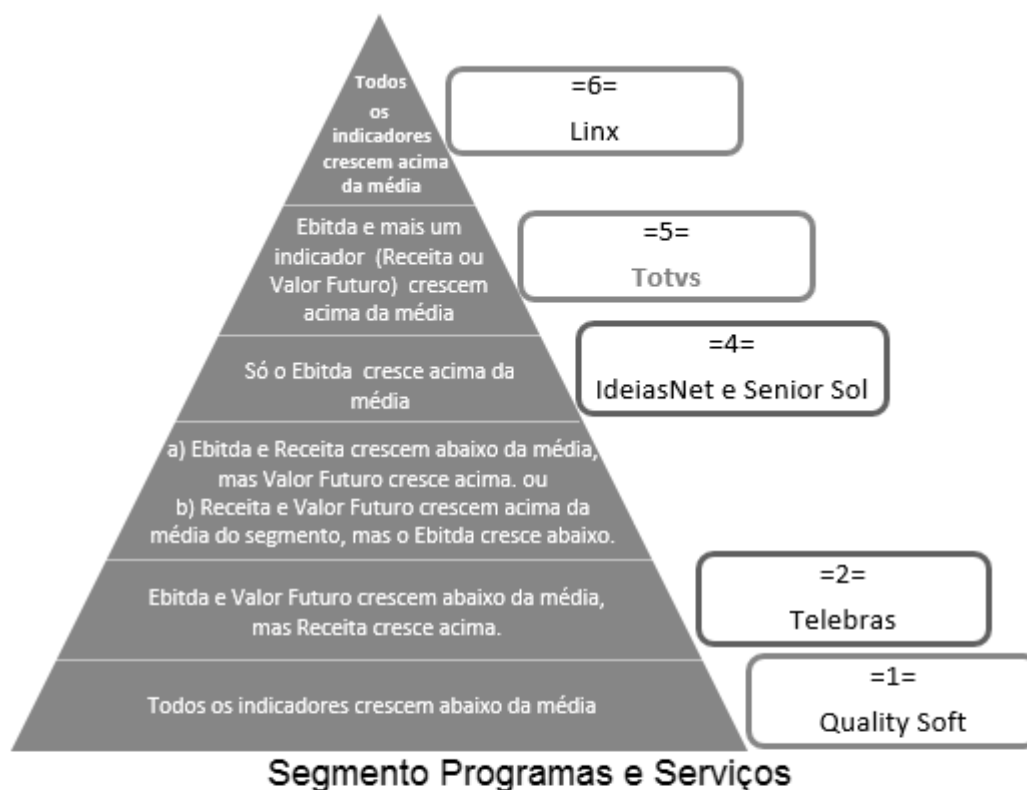 Todos
os
indicadores
crescem acima
da média
=6=
Linx
Ebitda e mais um
indicador (Receita ou
Valor Futuro) crescem
acima da média
=5=
Totvs
Só o Ebitda cresce acima da
média
=4=
IdeiasNet e Senior Sol
a) Ebitda e Receita crescem abaixo da média,
mas Valor Futuro cresce acima. ou
b) Receita e Valor Futuro crescem acima da
média do segmento, mas o Ebitda cresce abaixo.
Ebitda e Valor Futuro crescem abaixo da média,
mas Receita cresce acima.
=2=
Telebras
Todos os indicadores crescem abaixo da média
=1=
Quality Soft
Segmento Programas e Serviços